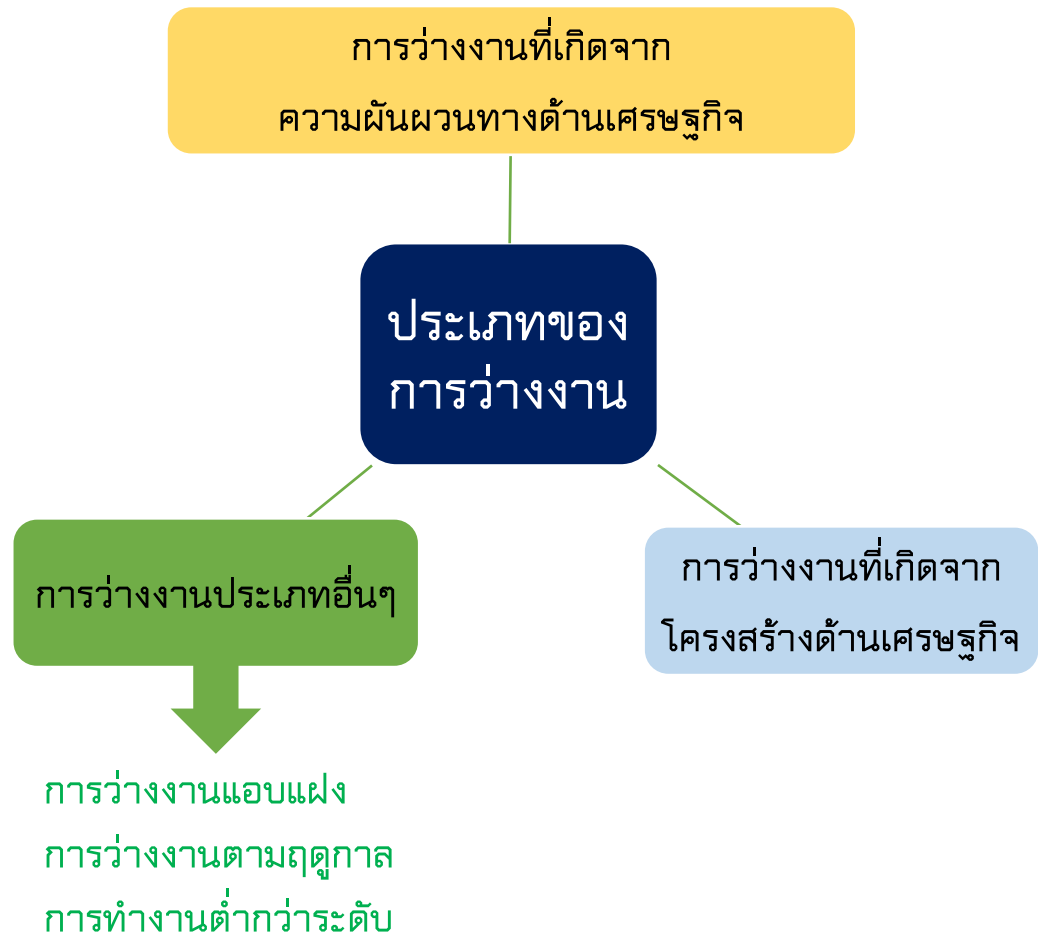 การว่างงานที่เกิดจาก
ความผันผวนทางด้านเศรษฐกิจ
ประเภทของ
การว่างงาน
การว่างงานประเภทอื่นๆ
การว่างงานที่เกิดจาก
โครงสร้างด้านเศรษฐกิจ
การว่างงานแอบแฝง
การว่างงานตามฤดูกาล
การทำงานต่ำกว่าระดับ